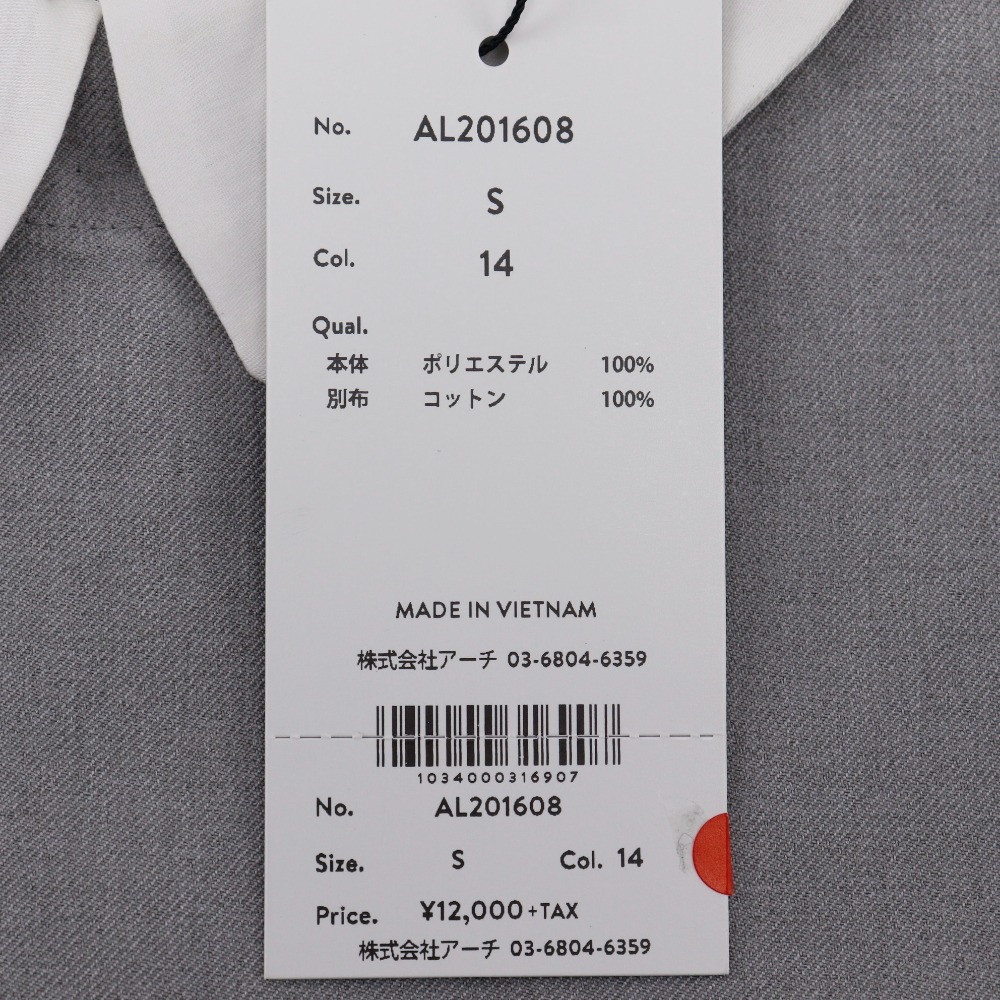 No. AL201608
Size. S
Col. 14
Qual.
本体 ポリエステル 100%
別布 コットン 100%
MADE IN VIETNAM
株式会社アーチ 03-6804-6359
1034000316907
No. AL201608
Size. S Col. 14
Price. ¥12,000+TAX
株式会社アーチ 03-6804-6359